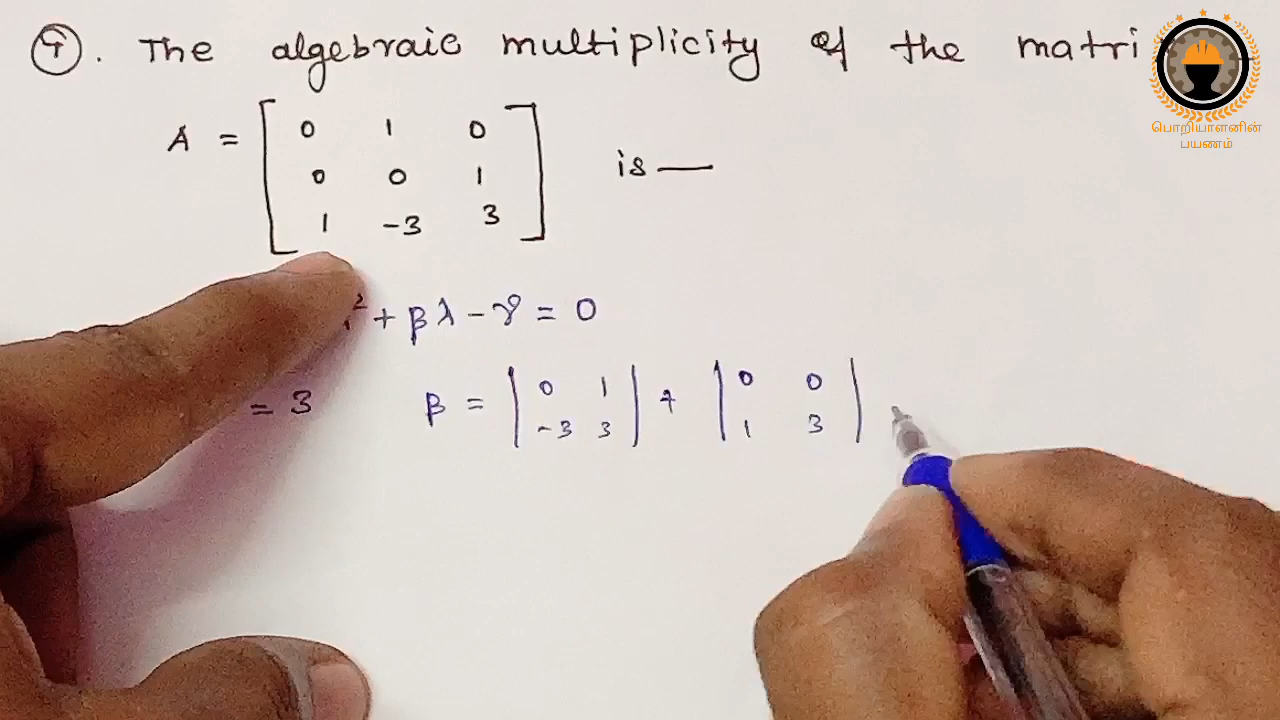 7. The algebraic multiplicity of the matri
பொறியாளனின்
பயணம்
A = [ 0 1 0
0 0 1
1 -3 3 ] is —
² + βλ - γ = 0
= 3 β = | 0 1 | + | 0 0 |
| -3 3 | | 1 3 |